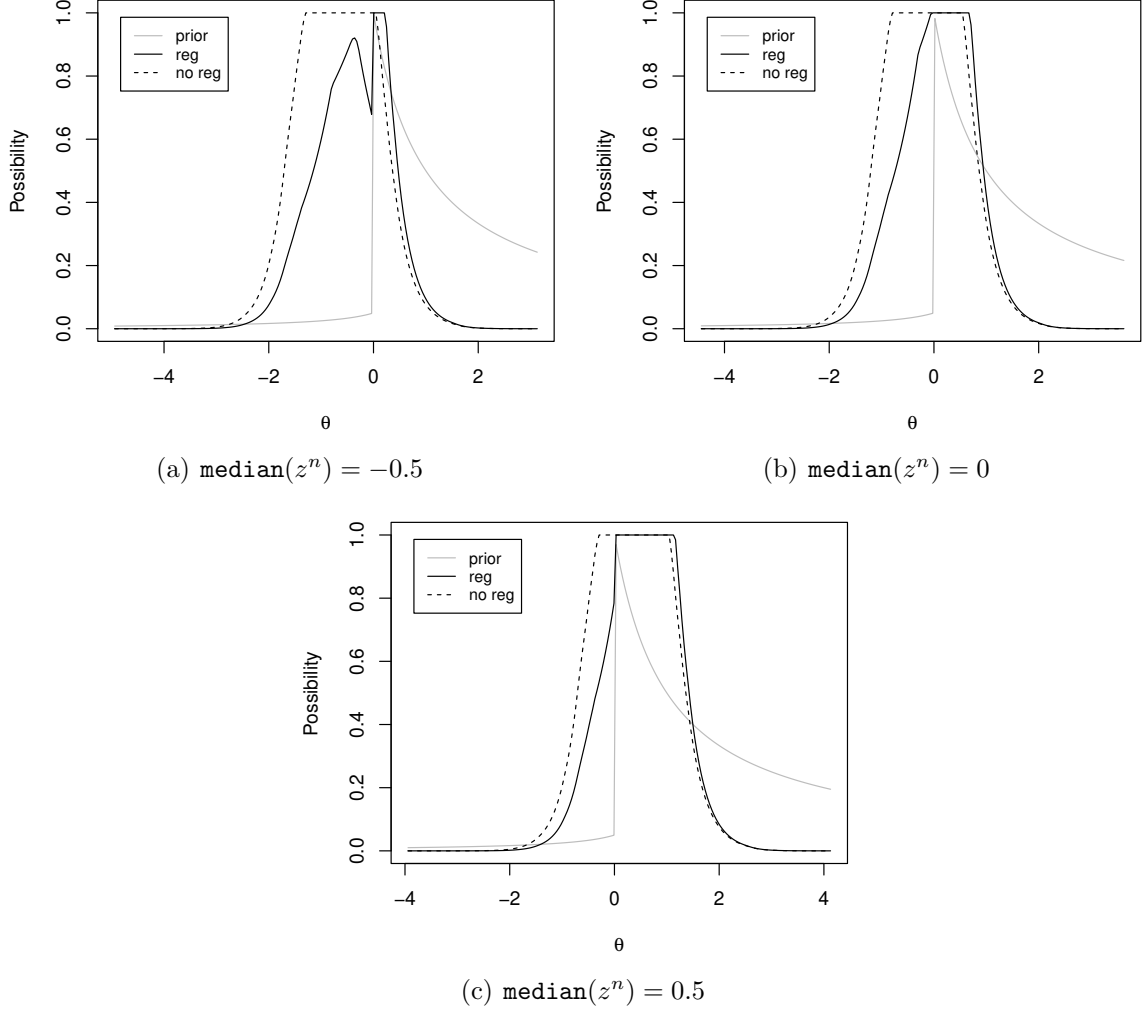 1.0
0.8
0.6
0.4
0.2
0.0
Possibility
prior
reg
no reg
−4 −2 0 2
θ
(a) median(zⁿ) = −0.5
1.0
0.8
0.6
0.4
0.2
0.0
Possibility
prior
reg
no reg
−4 −2 0 2
θ
(b) median(zⁿ) = 0
1.0
0.8
0.6
0.4
0.2
0.0
Possibility
prior
reg
no reg
−4 −2 0 2 4
θ
(c) median(zⁿ) = 0.5